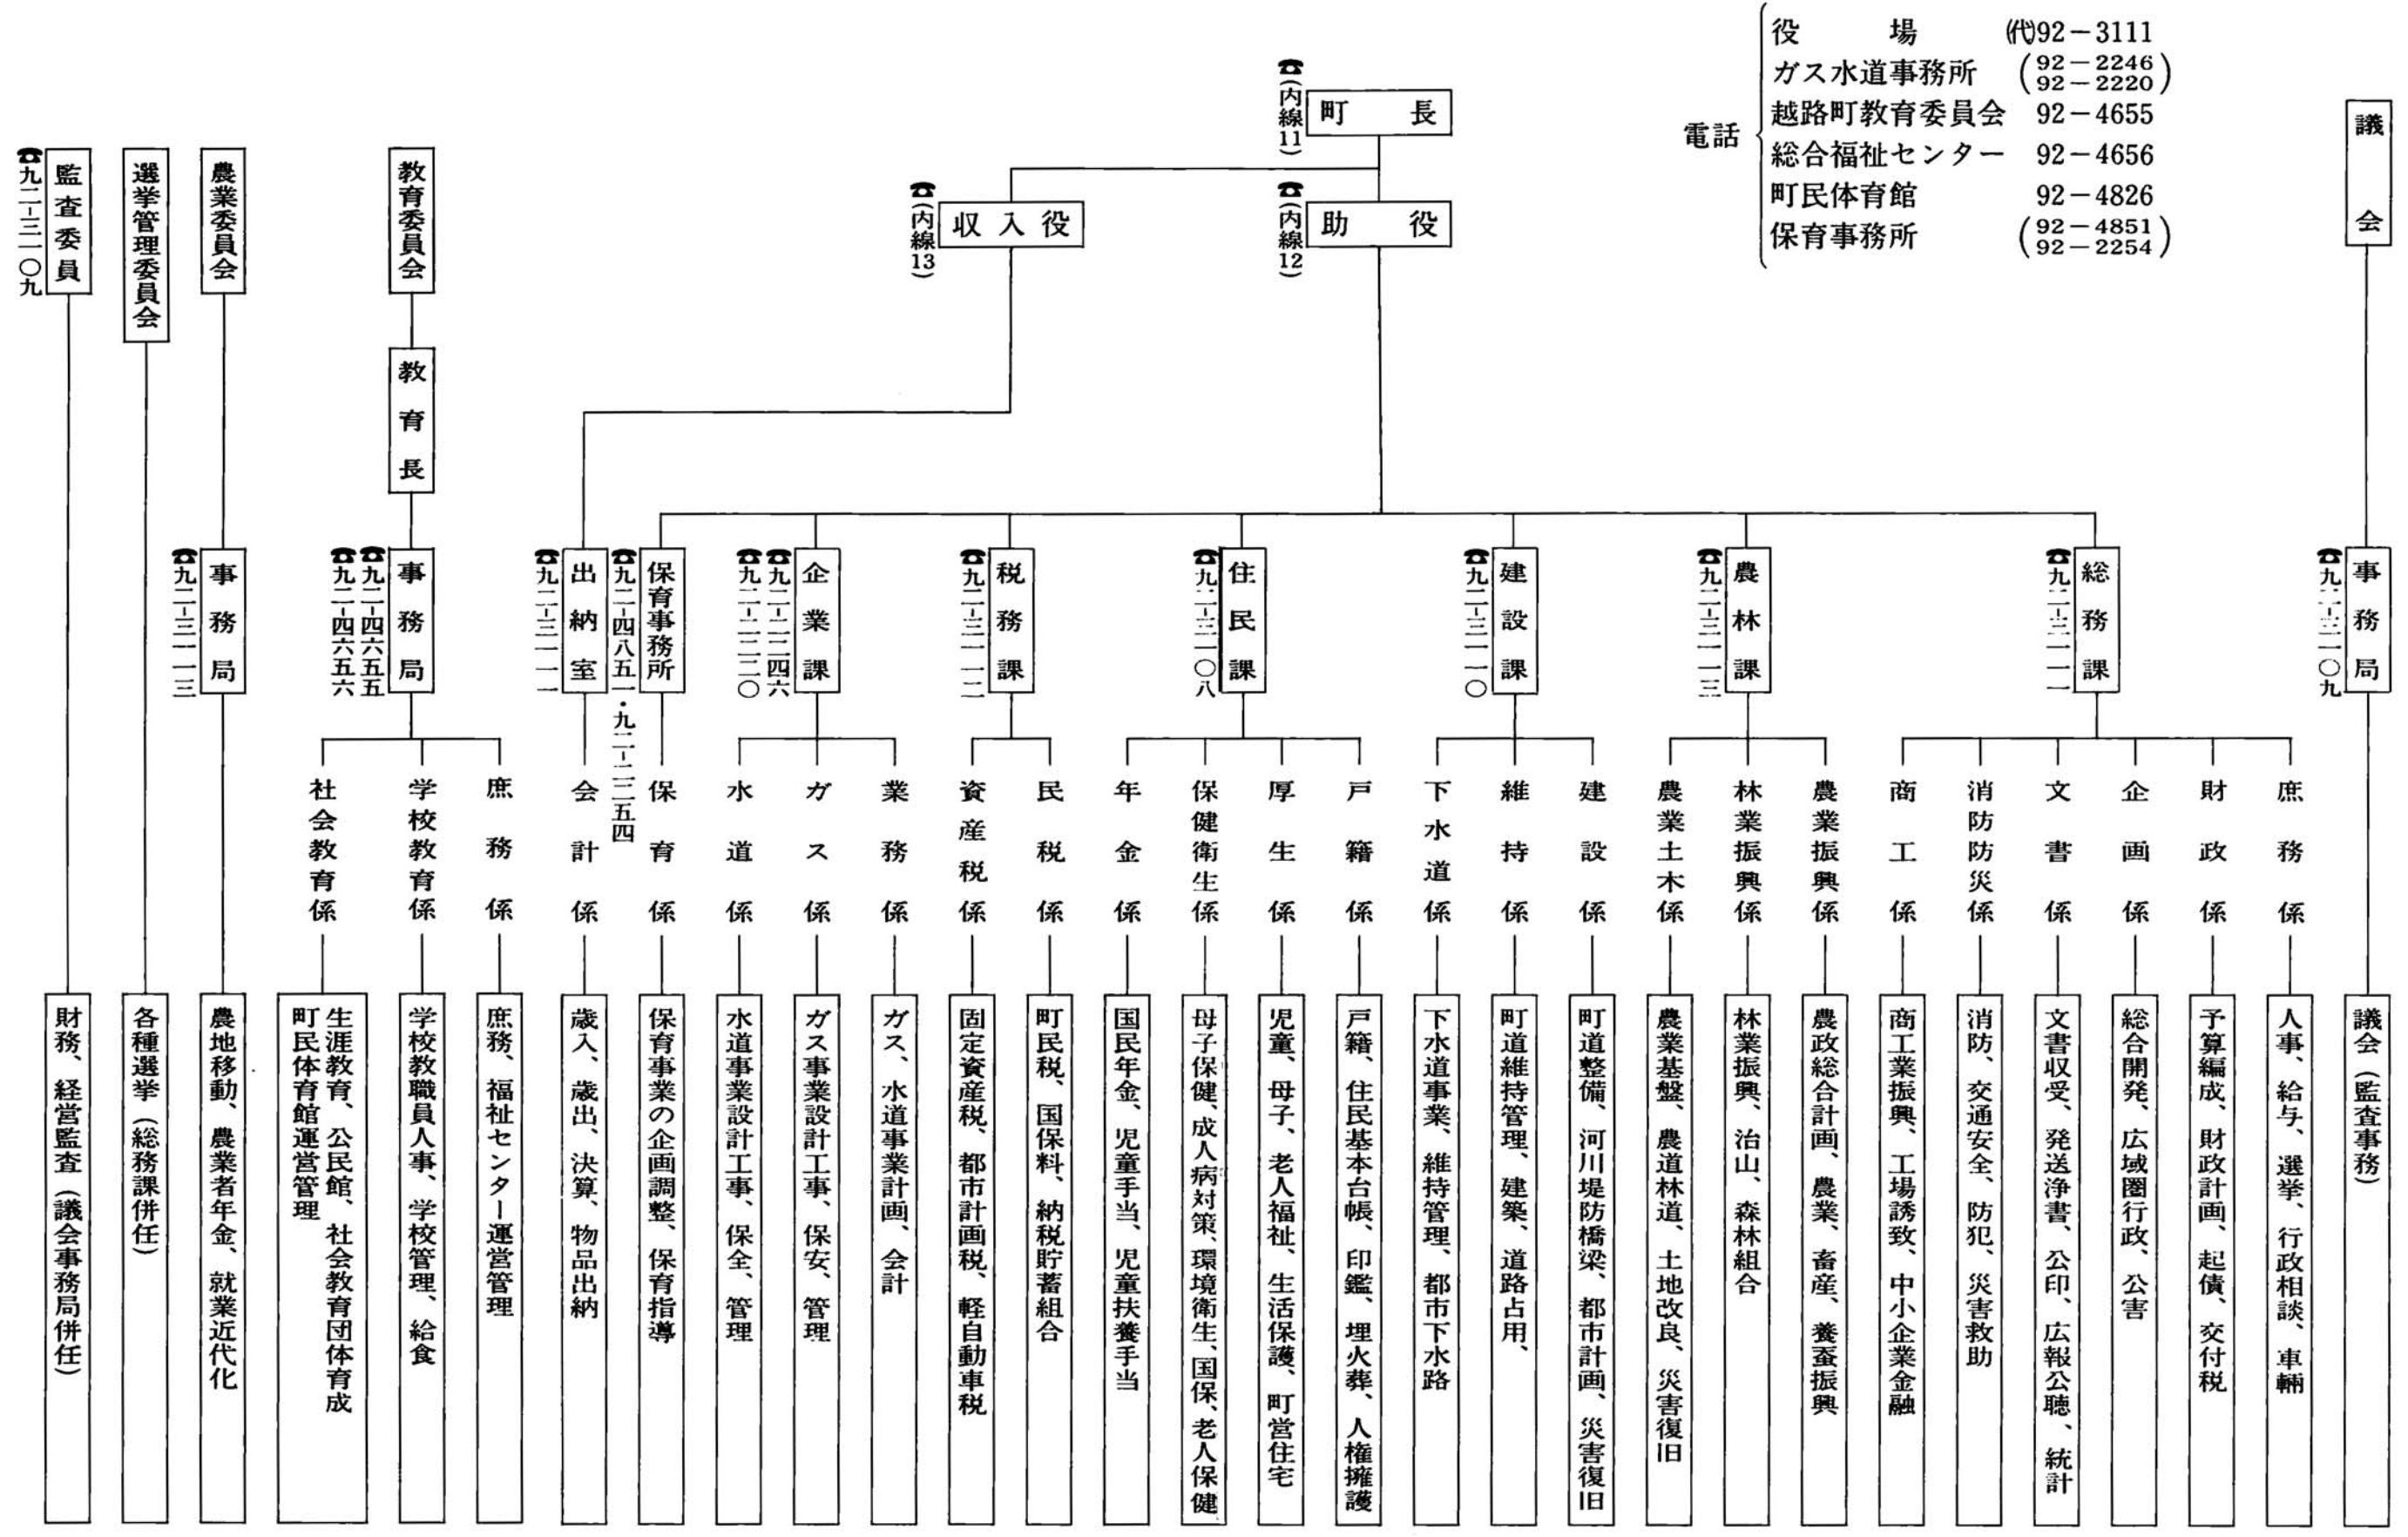 電話
役場 ㈹92－3111
ガス水道事務所 （92－2246
92－2220）
越路町教育委員会 92－4655
総合福祉センター 92－4656
町民体育館 92－4826
保育事務所 （92－4851
92－2254）
町長
☎（内線11）
助役
☎（内線12）
収入役
☎（内線13）
議会
事務局
☎九二-三一〇九
議会（監査事務）
総務課
☎九二-三一一一
庶務係
人事、給与、選挙、行政相談、車輛
財政係
予算編成、財政計画、起債、交付税
企画係
総合開発、広域圏行政、公害
文書係
文書収受、発送浄書、公印、広報公聴、統計
消防防災係
消防、交通安全、防犯、災害救助
商工係
商工業振興、工場誘致、中小企業金融
農林課
☎九二-三一一三
農業振興係
農政総合計画、農業、畜産、養蚕振興
林業振興係
林業振興、治山、森林組合
農業土木係
農業基盤、農道林道、土地改良、災害復旧
建設課
☎九二-三一一〇
建設係
町道整備、河川堤防橋梁、都市計画、災害復旧
維持係
町道維持管理、建築、道路占用、
下水道係
下水道事業、維持管理、都市下水路
住民課
☎九二-三一〇八
戸籍係
戸籍、住民基本台帳、印鑑、埋火葬、人権擁護
厚生係
児童、母子、老人福祉、生活保護、町営住宅
保健衛生係
母子保健、成人病対策、環境衛生、国保、老人保健
年金係
国民年金、児童手当、児童扶養手当
税務課
☎九二-三一一二
民税係
町民税、国保料、納税貯蓄組合
資産税係
固定資産税、都市計画税、軽自動車税
企業課
☎九二-二二四六
☎九二-二二二〇
業務係
ガス、水道事業計画、会計
ガス係
ガス事業設計工事、保安、管理
水道係
水道事業設計工事、保全、管理
保育事務所
☎九二-四八五一・九二-二二五四
保育係
保育事業の企画調整、保育指導
出納室
☎九二-三一一一
会計係
歳入、歳出、決算、物品出納
教育委員会
教育長
事務局
☎九二-四六五五
☎九二-四六五六
庶務係
庶務、福祉センター運営管理
学校教育係
学校教職員人事、学校管理、給食
社会教育係
生涯教育、公民館、社会教育団体育成
町民体育館運営管理
農業委員会
事務局
☎九二-三一一三
農地移動、農業者年金、就業近代化
選挙管理委員会
各種選挙（総務課併任）
監査委員
☎九二-三一〇九
財務、経営監査（議会事務局併任）